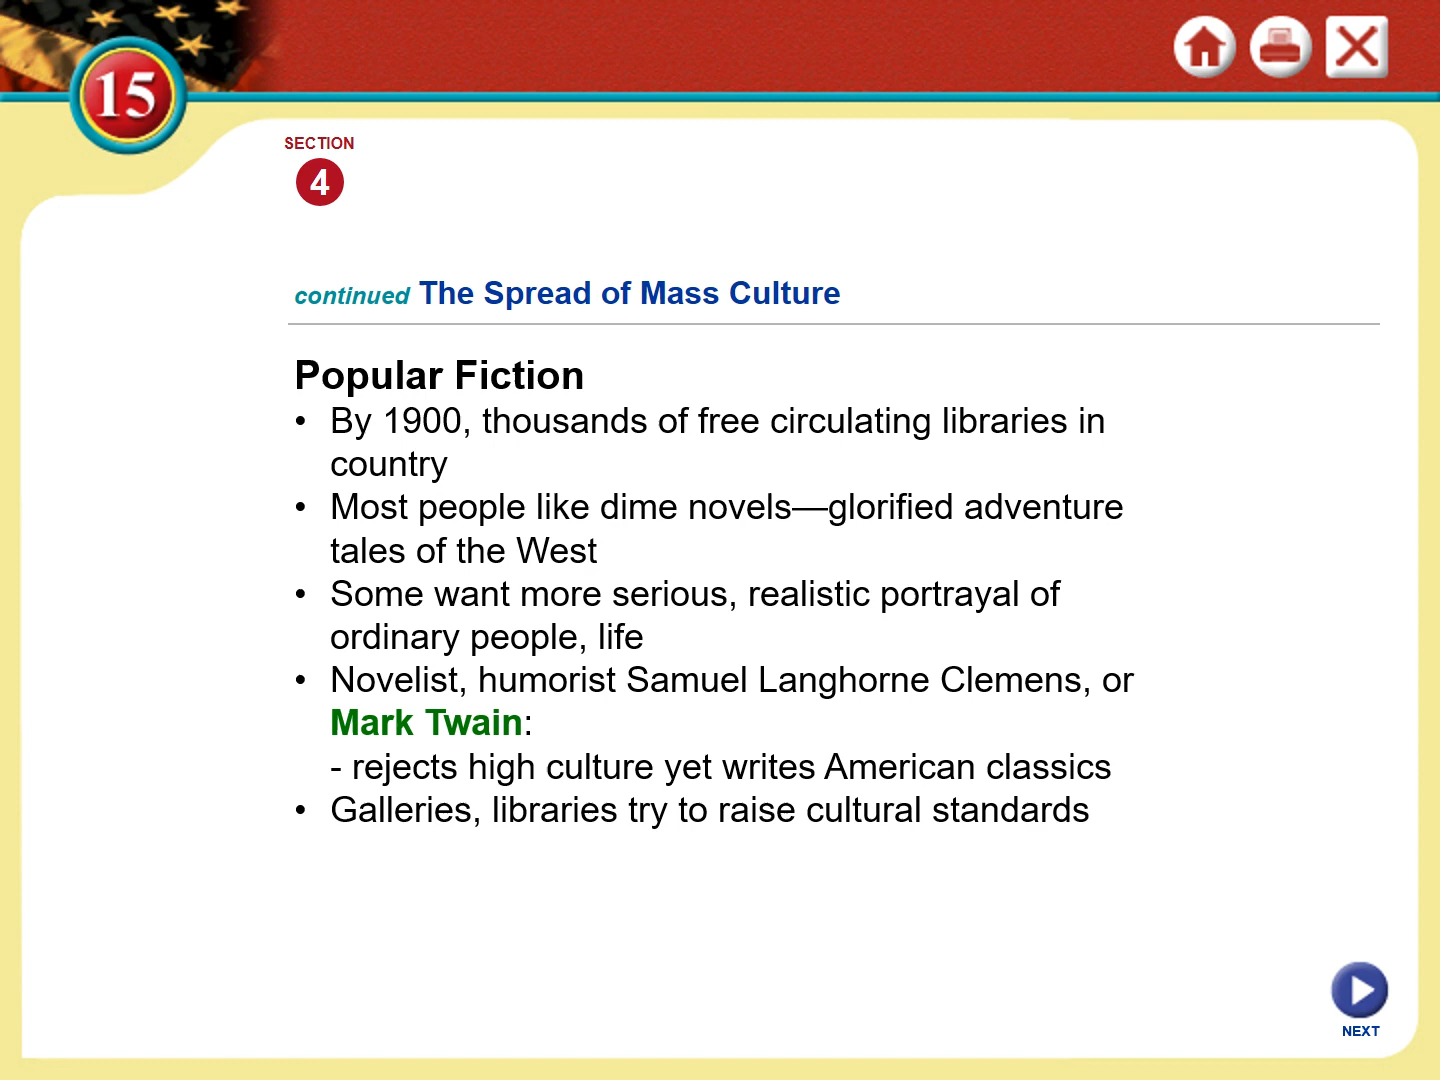 15
SECTION
4
continued The Spread of Mass Culture
Popular Fiction
• By 1900, thousands of free circulating libraries in
country
• Most people like dime novels—glorified adventure
tales of the West
• Some want more serious, realistic portrayal of
ordinary people, life
• Novelist, humorist Samuel Langhorne Clemens, or
Mark Twain:
- rejects high culture yet writes American classics
• Galleries, libraries try to raise cultural standards
NEXT